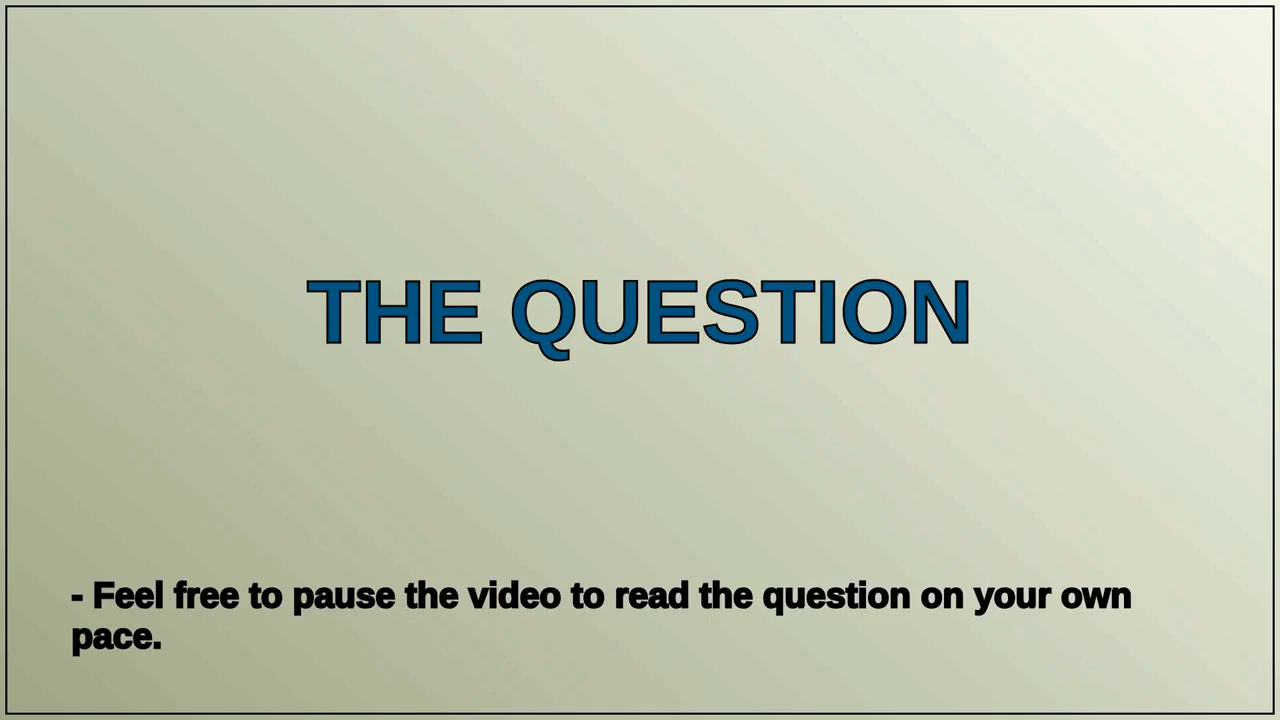 THE QUESTION
- Feel free to pause the video to read the question on your own
pace.